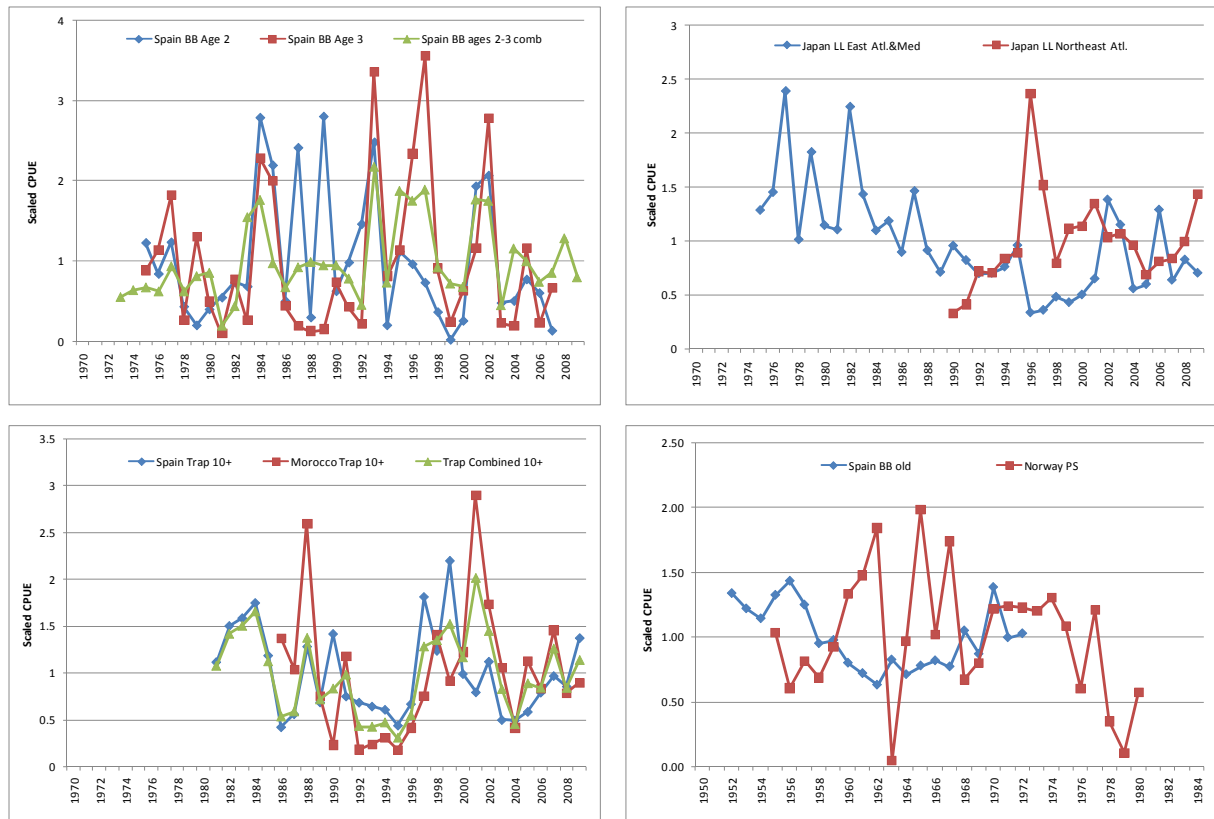 Spain BB Age 2 Spain BB Age 3 Spain BB ages 2-3 comb
Scaled CPUE
4
3
2
1
0
1970 1972 1974 1976 1978 1980 1982 1984 1986 1988 1990 1992 1994 1996 1998 2000 2002 2004 2006 2008
Japan LL East Atl.&Med Japan LL Northeast Atl.
Scaled CPUE
3
2.5
2
1.5
1
0.5
0
1970 1972 1974 1976 1978 1980 1982 1984 1986 1988 1990 1992 1994 1996 1998 2000 2002 2004 2006 2008
Spain Trap 10+ Morocco Trap 10+ Trap Combined 10+
Scaled CPUE
3.5
3
2.5
2
1.5
1
0.5
0
1970 1972 1974 1976 1978 1980 1982 1984 1986 1988 1990 1992 1994 1996 1998 2000 2002 2004 2006 2008
Spain BB old Norway PS
Scaled CPUE
2.50
2.00
1.50
1.00
0.50
0.00
1950 1952 1954 1956 1958 1960 1962 1964 1966 1968 1970 1972 1974 1976 1978 1980 1982 1984